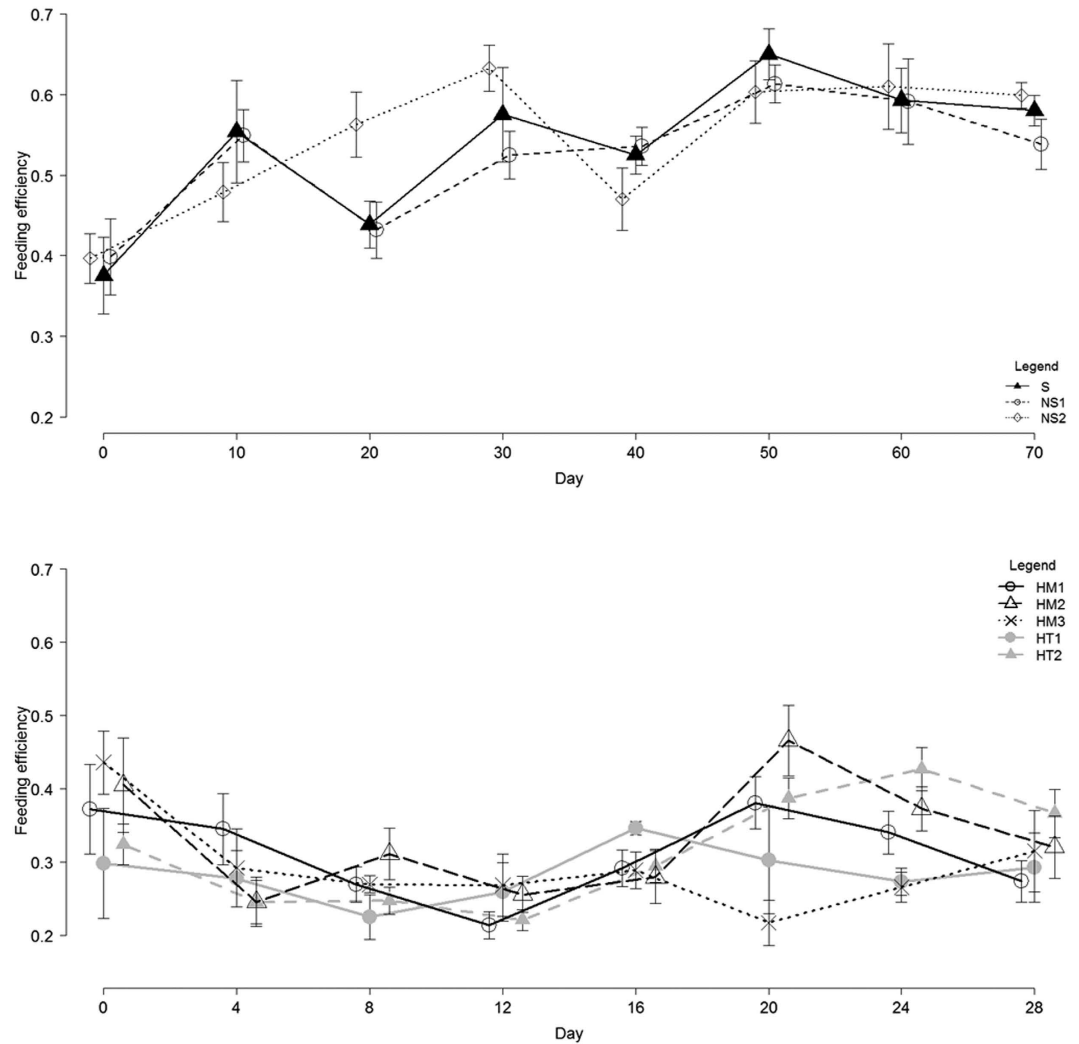 0.7
0.6
0.5
0.4
0.3
0.2
Feeding efficiency
Legend
S
NS1
NS2
0 10 20 30 40 50 60 70
Day
0.7
0.6
0.5
0.4
0.3
0.2
Feeding efficiency
Legend
HM1
HM2
HM3
HT1
HT2
0 4 8 12 16 20 24 28
Day